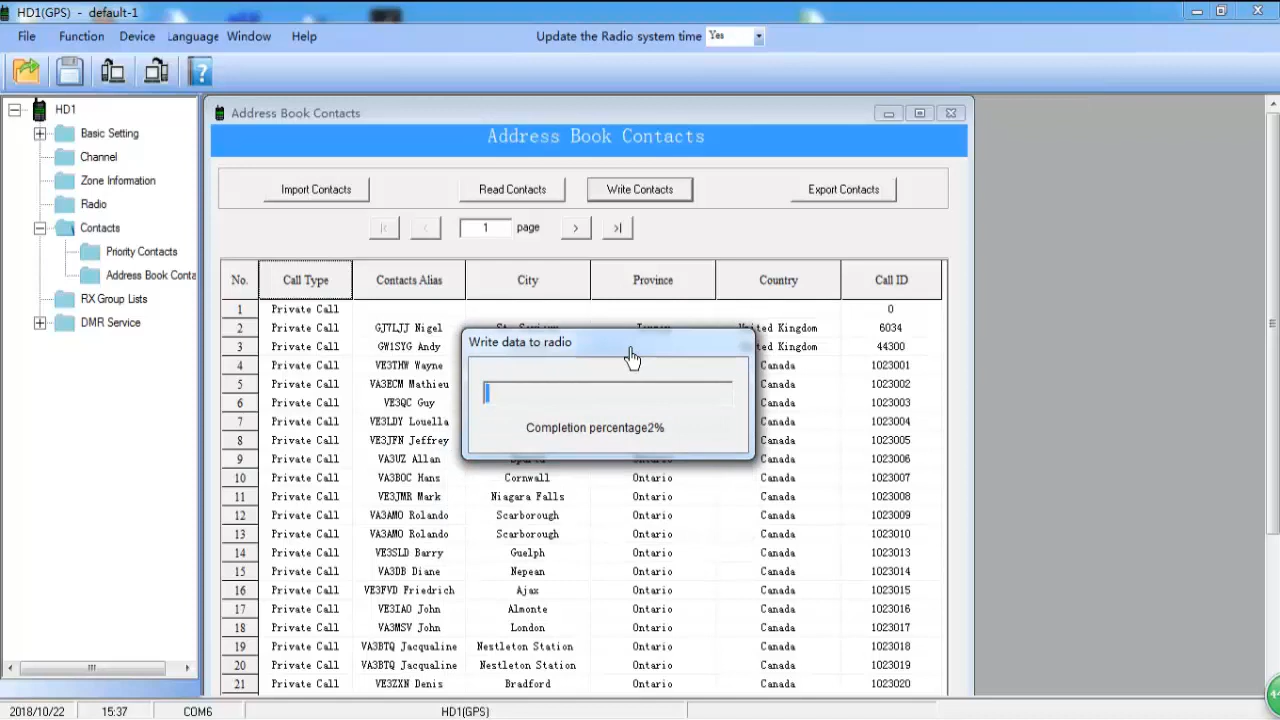 HD1(GPS) - default-1
File Function Device Language Window Help Update the Radio system time Yes
HD1
Basic Setting
Channel
Zone Information
Radio
Contacts
Priority Contacts
Address Book Conta
RX Group Lists
DMR Service
Address Book Contacts
Address Book Contacts
Import Contacts Read Contacts Write Contacts Export Contacts
1 page
No. Call Type Contacts Alias City Province Country Call ID
1 Private Call 0
2 Private Call GJ7LJJ Nigel United Kingdom 6034
3 Private Call GW1SYG Andy United Kingdom 44300
4 Private Call VE3THW Wayne Canada 1023001
5 Private Call VA3ECM Mathieu Canada 1023002
6 Private Call VE3QC Guy Canada 1023003
7 Private Call VE3LDY Louella Canada 1023004
8 Private Call VE3JFN Jeffrey Canada 1023005
9 Private Call VA3UZ Allan Ontario Canada 1023006
10 Private Call VA3BOC Hans Cornwall Ontario Canada 1023007
11 Private Call VE3JMR Mark Niagara Falls Ontario Canada 1023008
12 Private Call VA3AMO Rolando Scarborough Ontario Canada 1023009
13 Private Call VA3AMO Rolando Scarborough Ontario Canada 1023010
14 Private Call VE3SLD Barry Guelph Ontario Canada 1023013
15 Private Call VA3DB Diane Nepean Ontario Canada 1023014
16 Private Call VE3FVD Friedrich Ajax Ontario Canada 1023015
17 Private Call VE3IAO John Almonte Ontario Canada 1023016
18 Private Call VA3MSV John London Ontario Canada 1023017
19 Private Call VA3BTQ Jacqueline Nestleton Station Ontario Canada 1023018
20 Private Call VA3BTQ Jacqueline Nestleton Station Ontario Canada 1023019
21 Private Call VE3ZXN Denis Bradford Ontario Canada 1023020
Write data to radio
Completion percentage2%
2018/10/22 15:37 COM6 HD1(GPS)